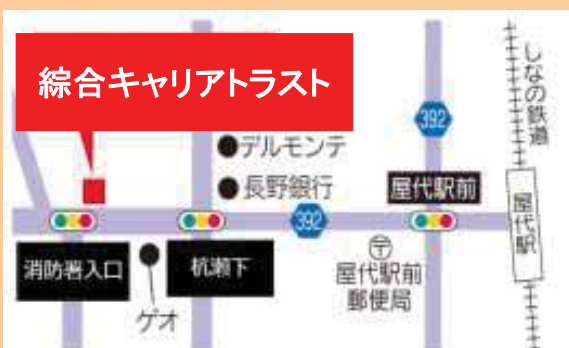 綜合キャリアトラスト
しなの鉄道
392
デルモンテ
長野銀行
屋代駅前
392
屋代駅
消防署入口
杭瀬下
〒
屋代駅前
郵便局
ゲオ